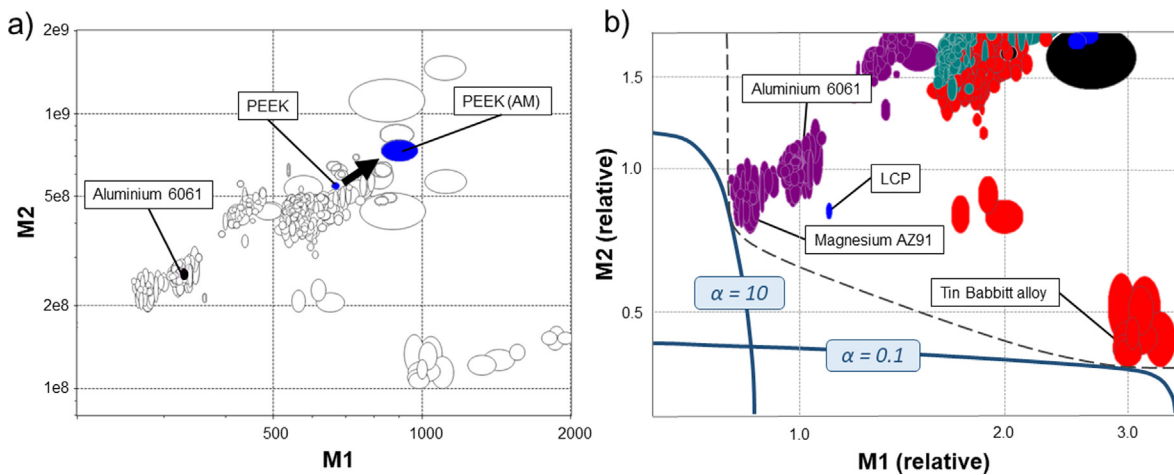 a)
2e9
1e9
5e8
2e8
1e8
M2
PEEK
PEEK (AM)
Aluminium 6061
500
1000
2000
M1
b)
1.5
1.0
0.5
M2 (relative)
Aluminium 6061
LCP
Magnesium AZ91
α = 10
Tin Babbitt alloy
α = 0.1
1.0
2.0
3.0
M1 (relative)